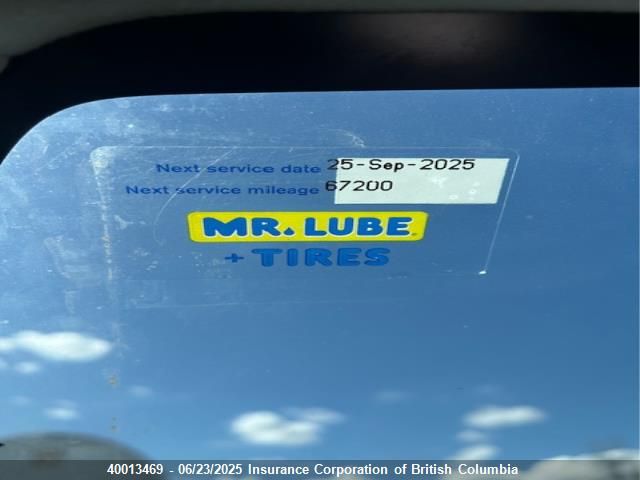 Next service date 25-Sep-2025
Next service mileage 67200
MR. LUBE
+ TIRES
40013469 - 06/23/2025 Insurance Corporation of British Columbia